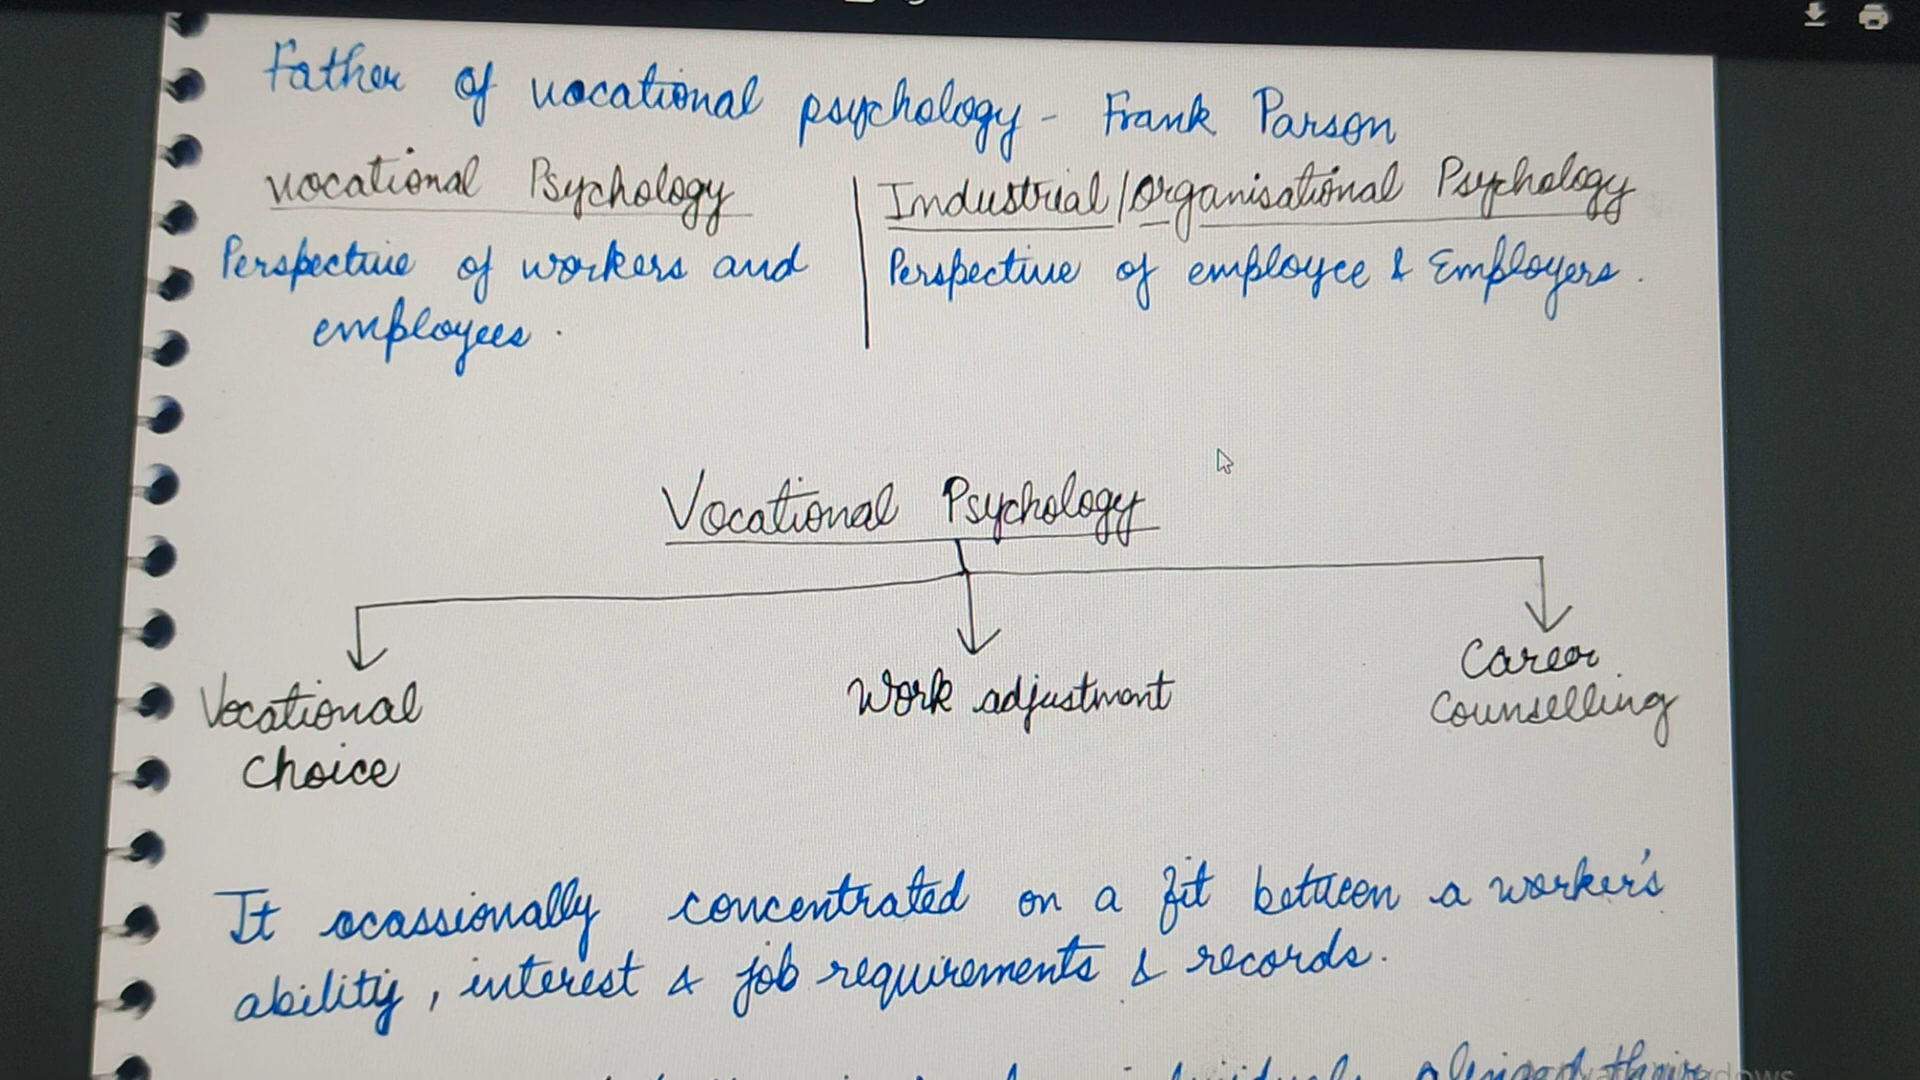 Father of vocational psychology - Frank Parson
vocational Psychology
Perspective of workers and
employees.
Industrial/organisational Psychology
Perspective of employee & Employers.
Vocational Psychology
Vocational
choice
Work adjustment
Career
counselling
It ocassionally concentrated on a fit between a worker's
ability, interest & job requirements & records.